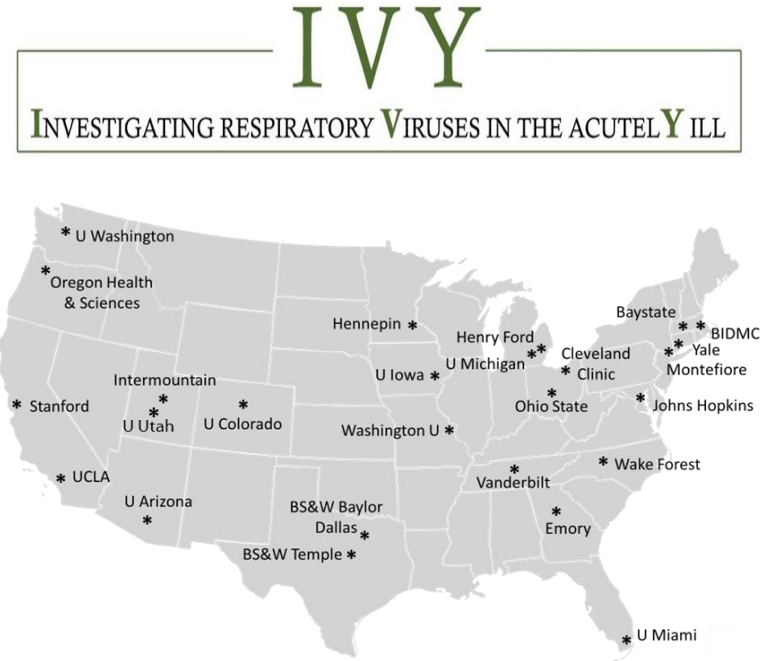 IVY
INVESTIGATING RESPIRATORY VIRUSES IN THE ACUTELY ILL
* U Washington
* Oregon Health
& Sciences
Hennepin *
Baystate
* * BIDMC
Henry Ford *
U Michigan *
Cleveland
* Clinic
* Yale
* Montefiore
U Iowa *
Intermountain
*
* Stanford
*
U Utah
*
U Colorado
*
Ohio State
* Johns Hopkins
Washington U *
* UCLA
*
Vanderbilt
* Wake Forest
U Arizona
*
BS&W Baylor
Dallas *
BS&W Temple *
*
Emory
* U Miami